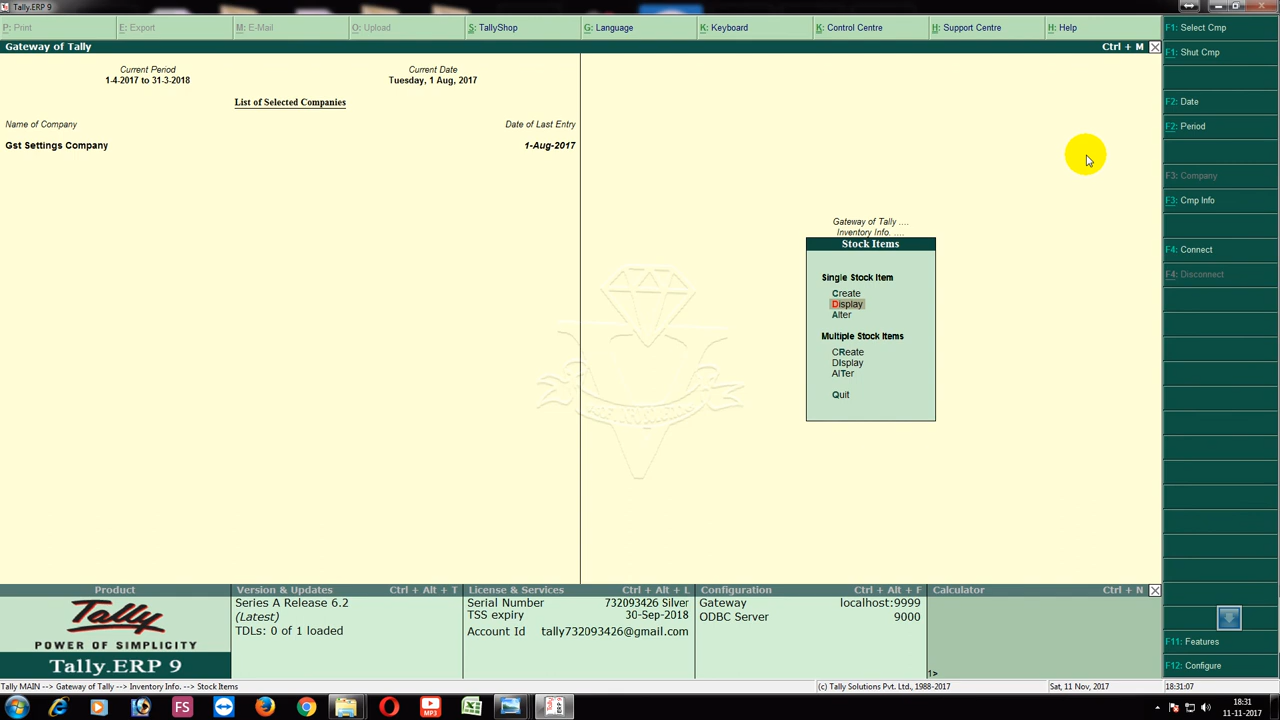 Tally.ERP 9
P: Print
E: Export
M: E-Mail
O: Upload
S: TallyShop
G: Language
K: Keyboard
K: Control Centre
H: Support Centre
H: Help
F1: Select Cmp
Gateway of Tally
Ctrl + M
F1: Shut Cmp
Current Period
1-4-2017 to 31-3-2018
Current Date
Tuesday, 1 Aug, 2017
List of Selected Companies
Name of Company
Date of Last Entry
Gst Settings Company
1-Aug-2017
F2: Date
F2: Period
F3: Company
F3: Cmp Info
F4: Connect
F4: Disconnect
Gateway of Tally ....
Inventory Info. ....
Stock Items
Single Stock Item
Create
Display
Alter
Multiple Stock Items
CReate
DIsplay
AlTer
Quit
Product
Version & Updates
Ctrl + Alt + T
License & Services
Ctrl + Alt + L
Configuration
Ctrl + Alt + F
Calculator
Ctrl + N
Tally
POWER OF SIMPLICITY
Tally.ERP 9
Series A Release 6.2
(Latest)
TDLs: 0 of 1 loaded
Serial Number
732093426 Silver
TSS expiry
30-Sep-2018
Account Id
tally732093426@gmail.com
Gateway
localhost:9999
ODBC Server
9000
1>
F11: Features
F12: Configure
Tally MAIN --> Gateway of Tally --> Inventory Info. --> Stock Items
(c) Tally Solutions Pvt. Ltd., 1988-2017
Sat, 11 Nov, 2017
18:31:07
FS
MP3
18:31
11-11-2017